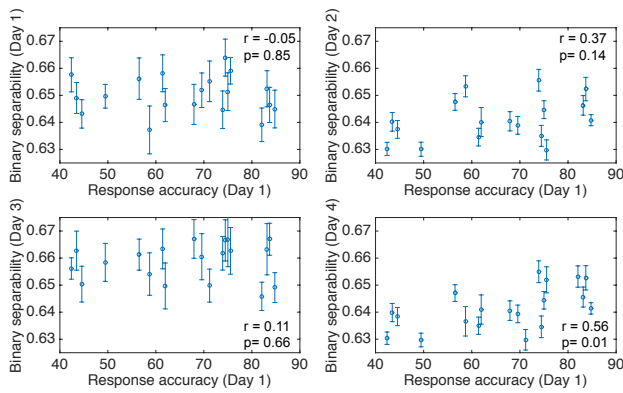 Binary separability (Day 1)
0.67
0.66
0.65
0.64
0.63
r = -0.05
p= 0.85
40 50 60 70 80 90
Response accuracy (Day 1)
Binary separability (Day 2)
0.67
0.66
0.65
0.64
0.63
r = 0.37
p = 0.14
40 50 60 70 80 90
Response accuracy (Day 1)
Binary separability (Day 3)
0.67
0.66
0.65
0.64
0.63
r = 0.11
p= 0.66
40 50 60 70 80 90
Response accuracy (Day 1)
Binary separability (Day 4)
0.67
0.66
0.65
0.64
0.63
r = 0.56
p = 0.01
40 50 60 70 80 90
Response accuracy (Day 1)